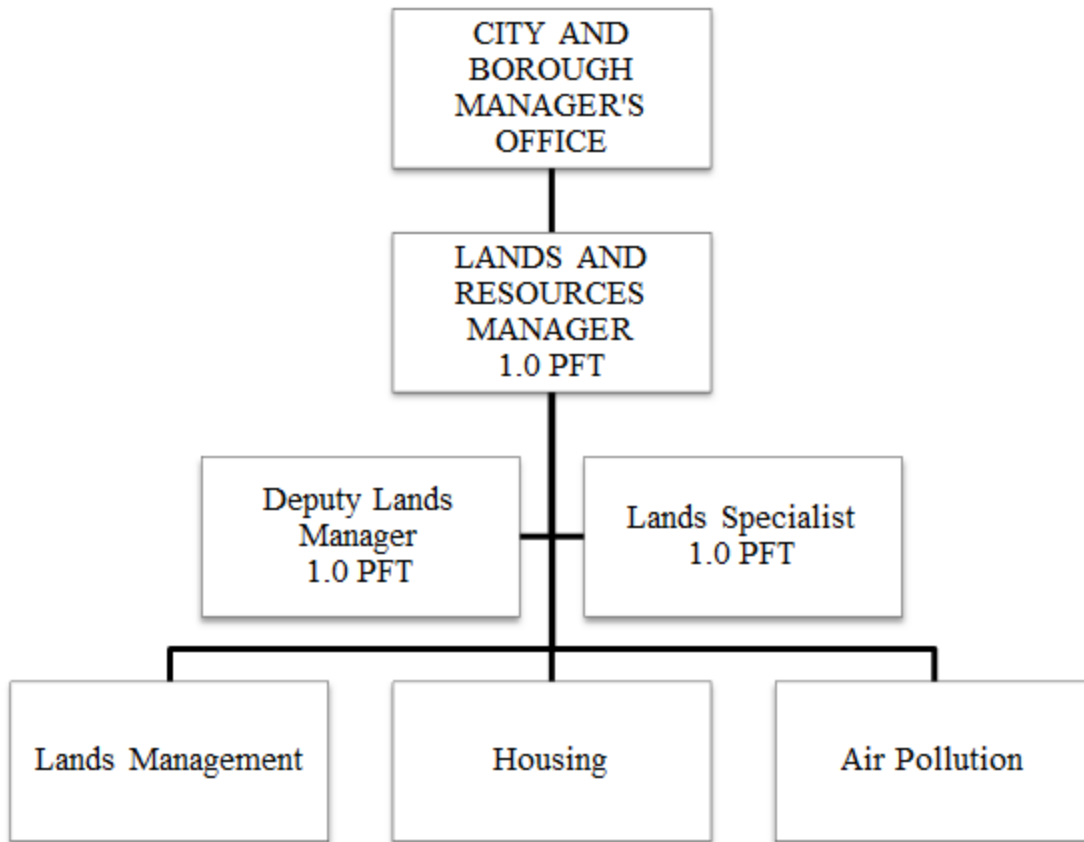 CITY AND
BOROUGH
MANAGER'S
OFFICE
LANDS AND
RESOURCES
MANAGER
1.0 PFT
Deputy Lands
Manager
1.0 PFT
Lands Specialist
1.0 PFT
Lands Management
Housing
Air Pollution